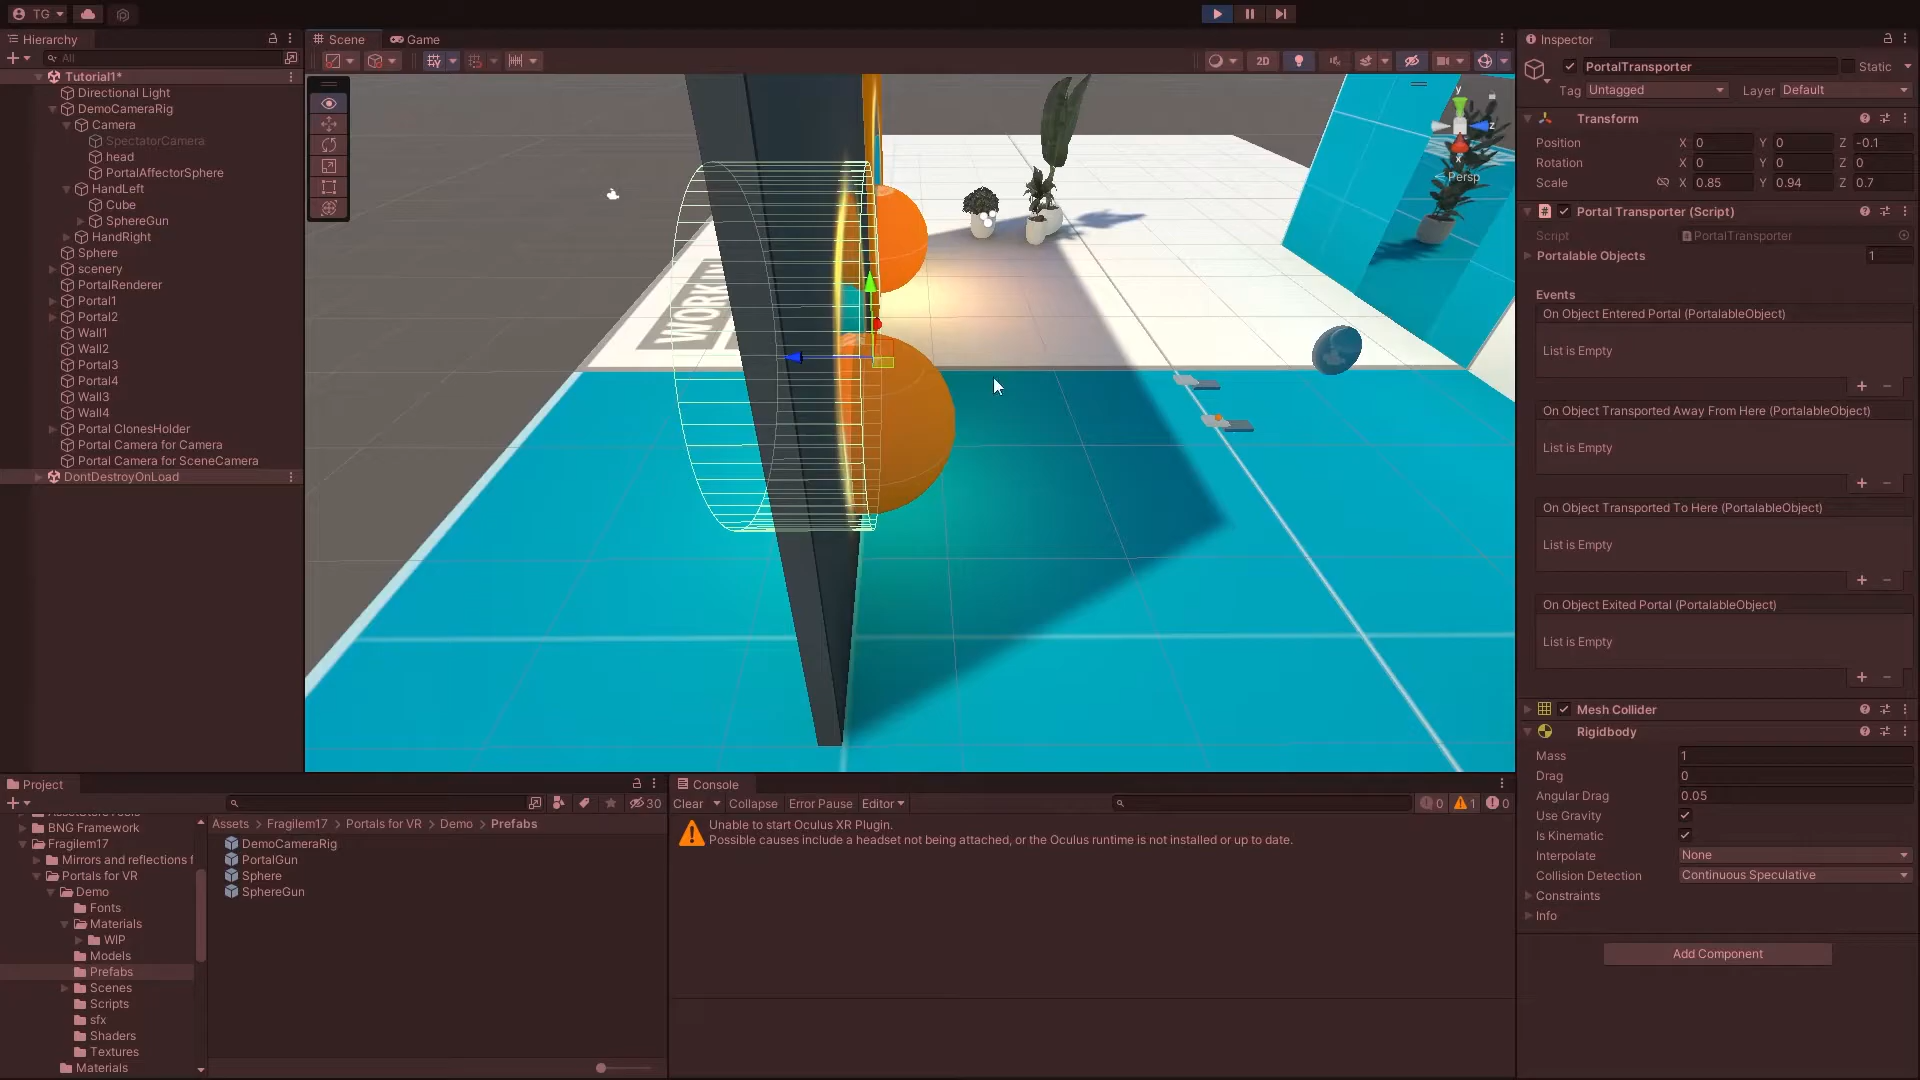 TG
Hierarchy
All
Tutorial1*
Directional Light
DemoCameraRig
Camera
SpectatorCamera
head
PortalAffectorSphere
HandLeft
Cube
SphereGun
HandRight
Sphere
scenery
PortalRenderer
Portal1
Portal2
Wall1
Wall2
Portal3
Portal4
Wall3
Wall4
Portal ClonesHolder
Portal Camera for Camera
Portal Camera for SceneCamera
DontDestroyOnLoad
Scene
Game
2D
y
z
x
Persp
Inspector
PortalTransporter
Static
Tag Untagged
Layer Default
Transform
Position X 0 Y 0 Z -0.1
Rotation X 0 Y 0 Z 0
Scale X 0.85 Y 0.94 Z 0.7
Portal Transporter (Script)
Script PortalTransporter
Portalable Objects 1
Events
On Object Entered Portal (PortalableObject)
List is Empty
On Object Transported Away From Here (PortalableObject)
List is Empty
On Object Transported To Here (PortalableObject)
List is Empty
On Object Exited Portal (PortalableObject)
List is Empty
Mesh Collider
Rigidbody
Mass 1
Drag 0
Angular Drag 0.05
Use Gravity
Is Kinematic
Interpolate None
Collision Detection Continuous Speculative
Constraints
Info
Add Component
Project
30
BNG Framework
Fragilem17
Mirrors and reflections f
Portals for VR
Demo
Fonts
Materials
WIP
Models
Prefabs
Scenes
Scripts
sfx
Shaders
Textures
Materials
Assets > Fragilem17 > Portals for VR > Demo > Prefabs
DemoCameraRig
PortalGun
Sphere
SphereGun
Console
Clear Collapse Error Pause Editor
0 1 0
Unable to start Oculus XR Plugin.
Possible causes include a headset not being attached, or the Oculus runtime is not installed or up to date.